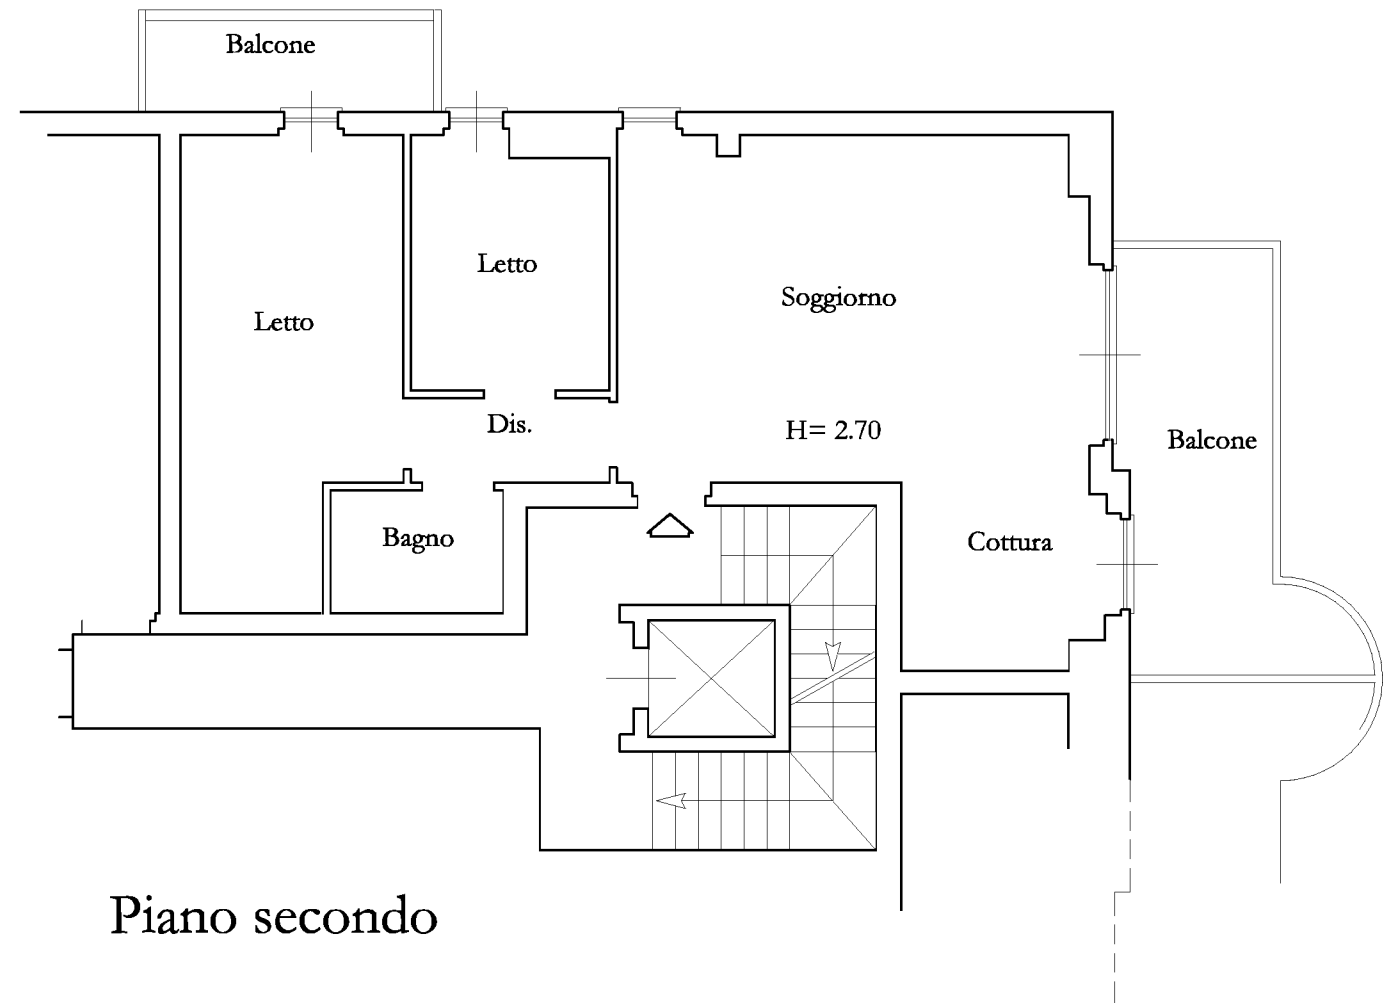 Balcone
Letto
Soggiorno
Letto
Dis.
H= 2.70
Balcone
Bagno
Cottura
Piano secondo